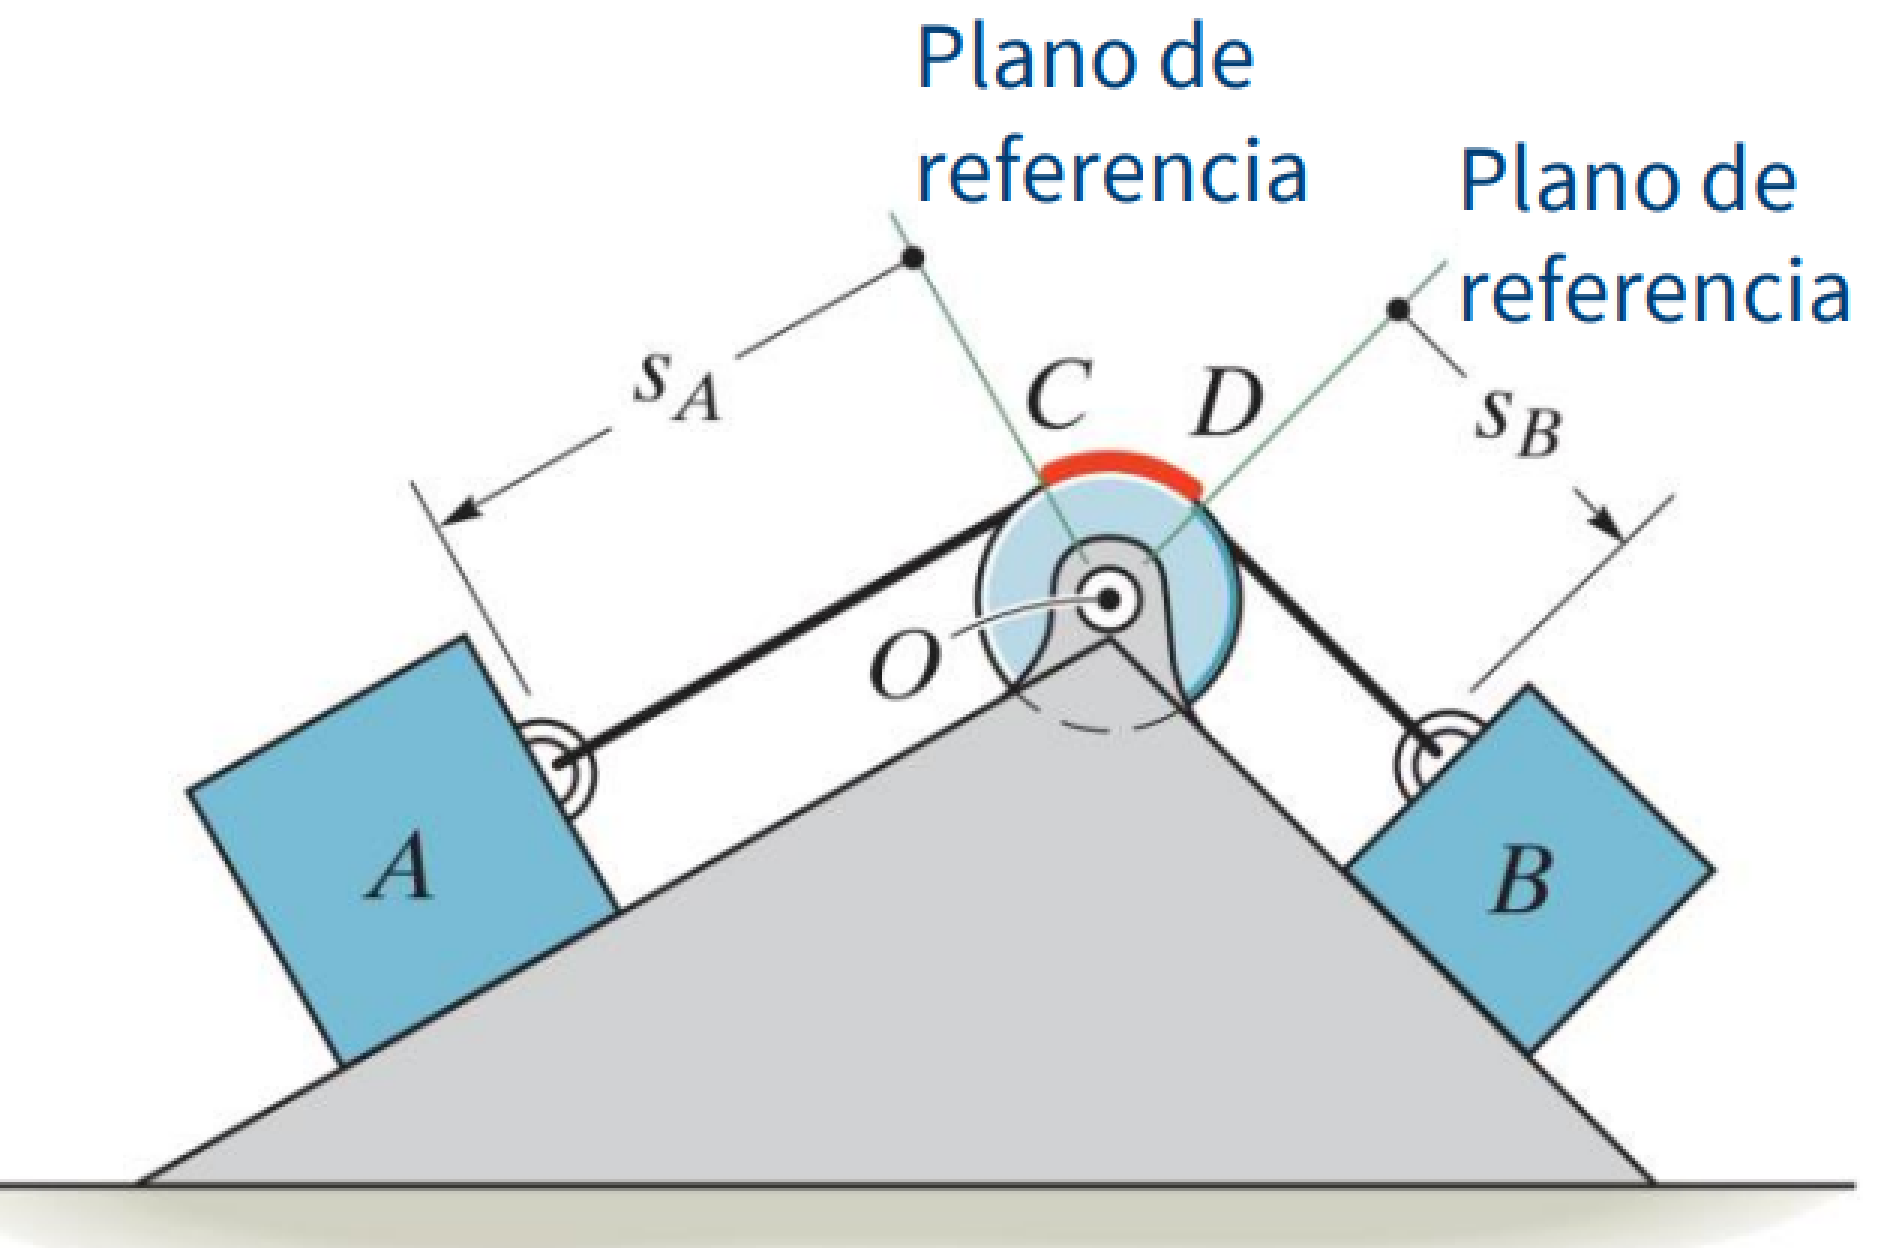 Plano de
referencia
Plano de
referencia
s_A
C
D
s_B
O
A
B